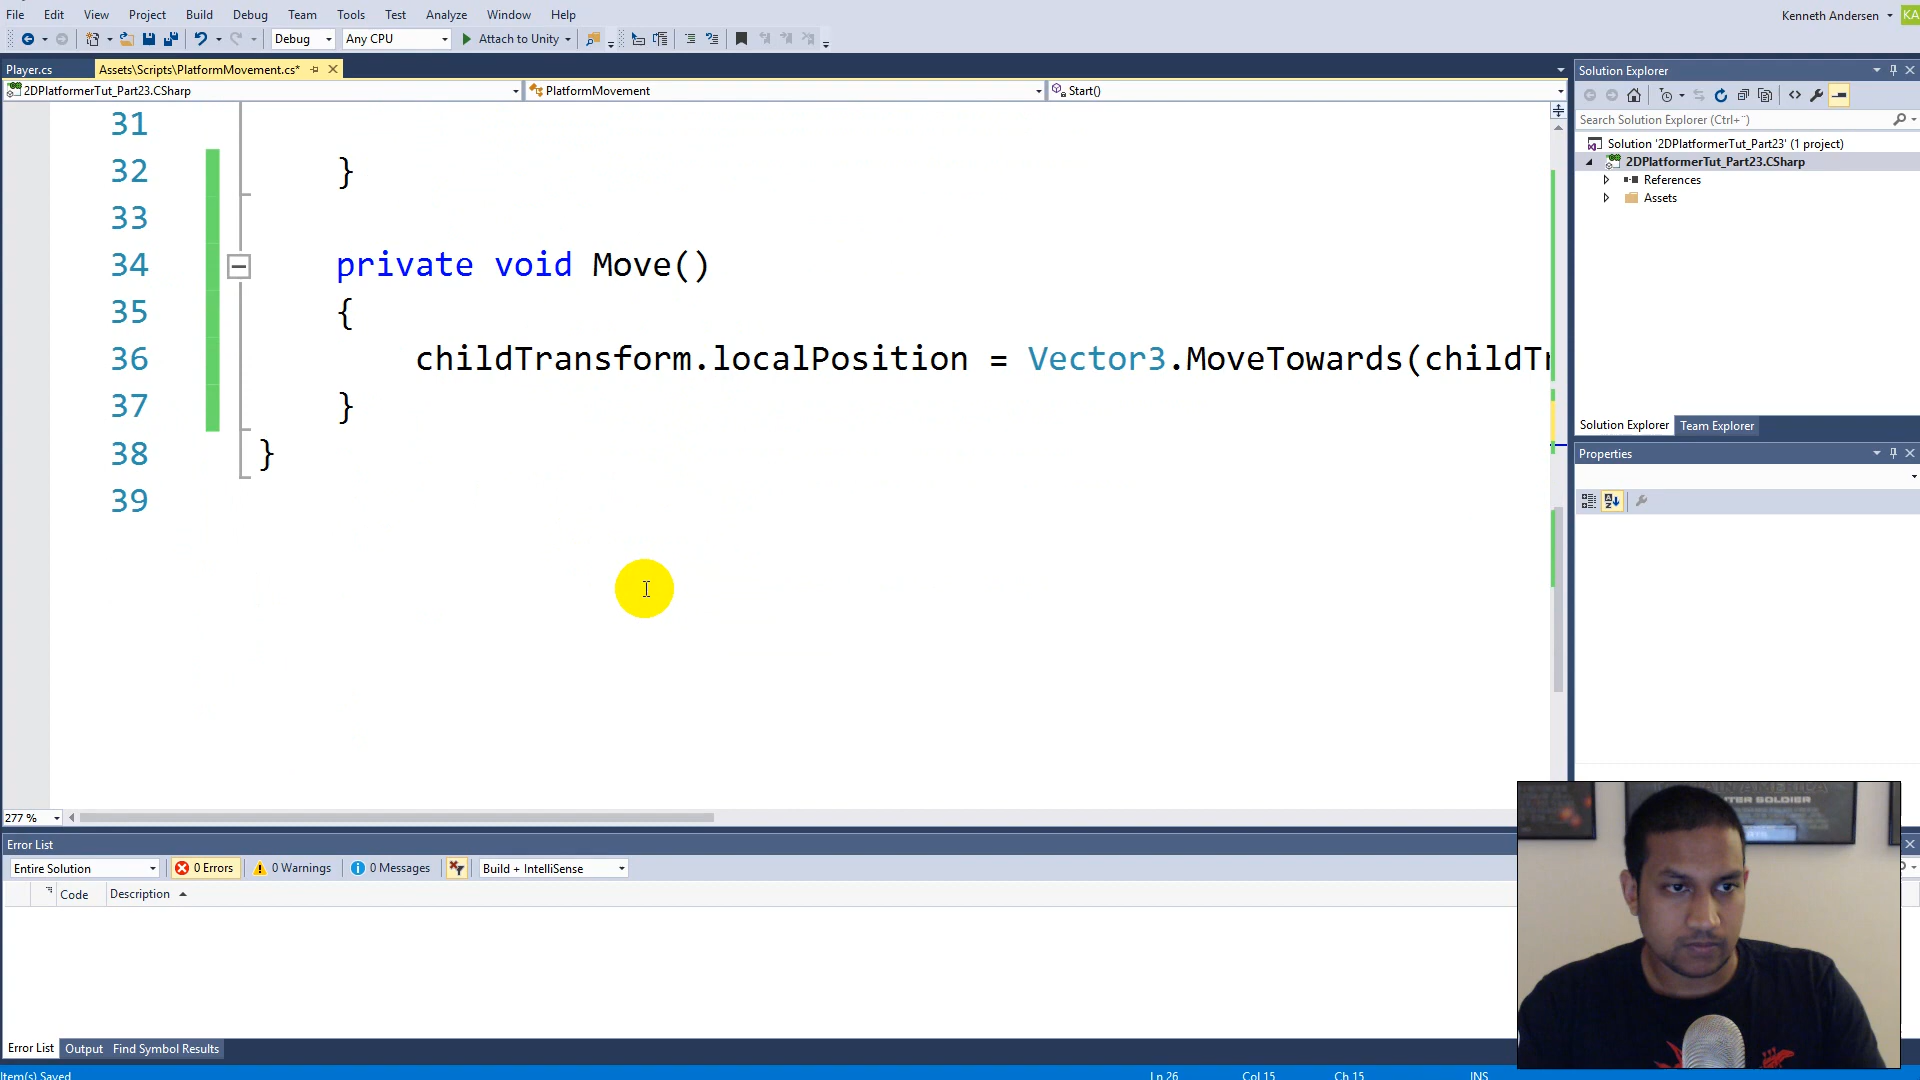 File Edit View Project Build Debug Team Tools Test Analyze Window Help
Kenneth Andersen KA
Debug Any CPU Attach to Unity
Player.cs Assets\Scripts\PlatformMovement.cs*
2DPlatformerTut_Part23.CSharp PlatformMovement Start()
31
32 }
33
34 private void Move()
35 {
36 childTransform.localPosition = Vector3.MoveTowards(childTr
37 }
38 }
39
277 %
Solution Explorer
Search Solution Explorer (Ctrl+¨)
Solution '2DPlatformerTut_Part23' (1 project)
2DPlatformerTut_Part23.CSharp
References
Assets
Solution Explorer Team Explorer
Properties
Error List
Entire Solution 0 Errors 0 Warnings 0 Messages Build + IntelliSense
Code Description
Error List Output Find Symbol Results
Item(s) Saved Ln 26 Col 15 Ch 15 INS
SOLDIER